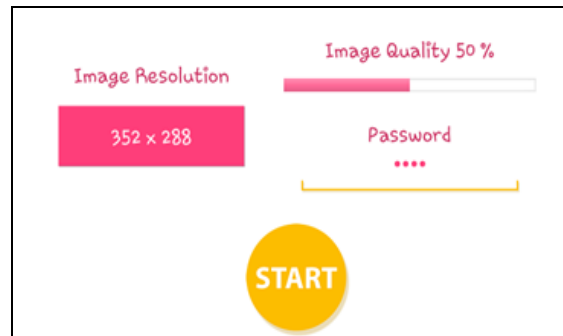 Image Resolution
352 x 288
Image Quality 50 %
Password
••••
START